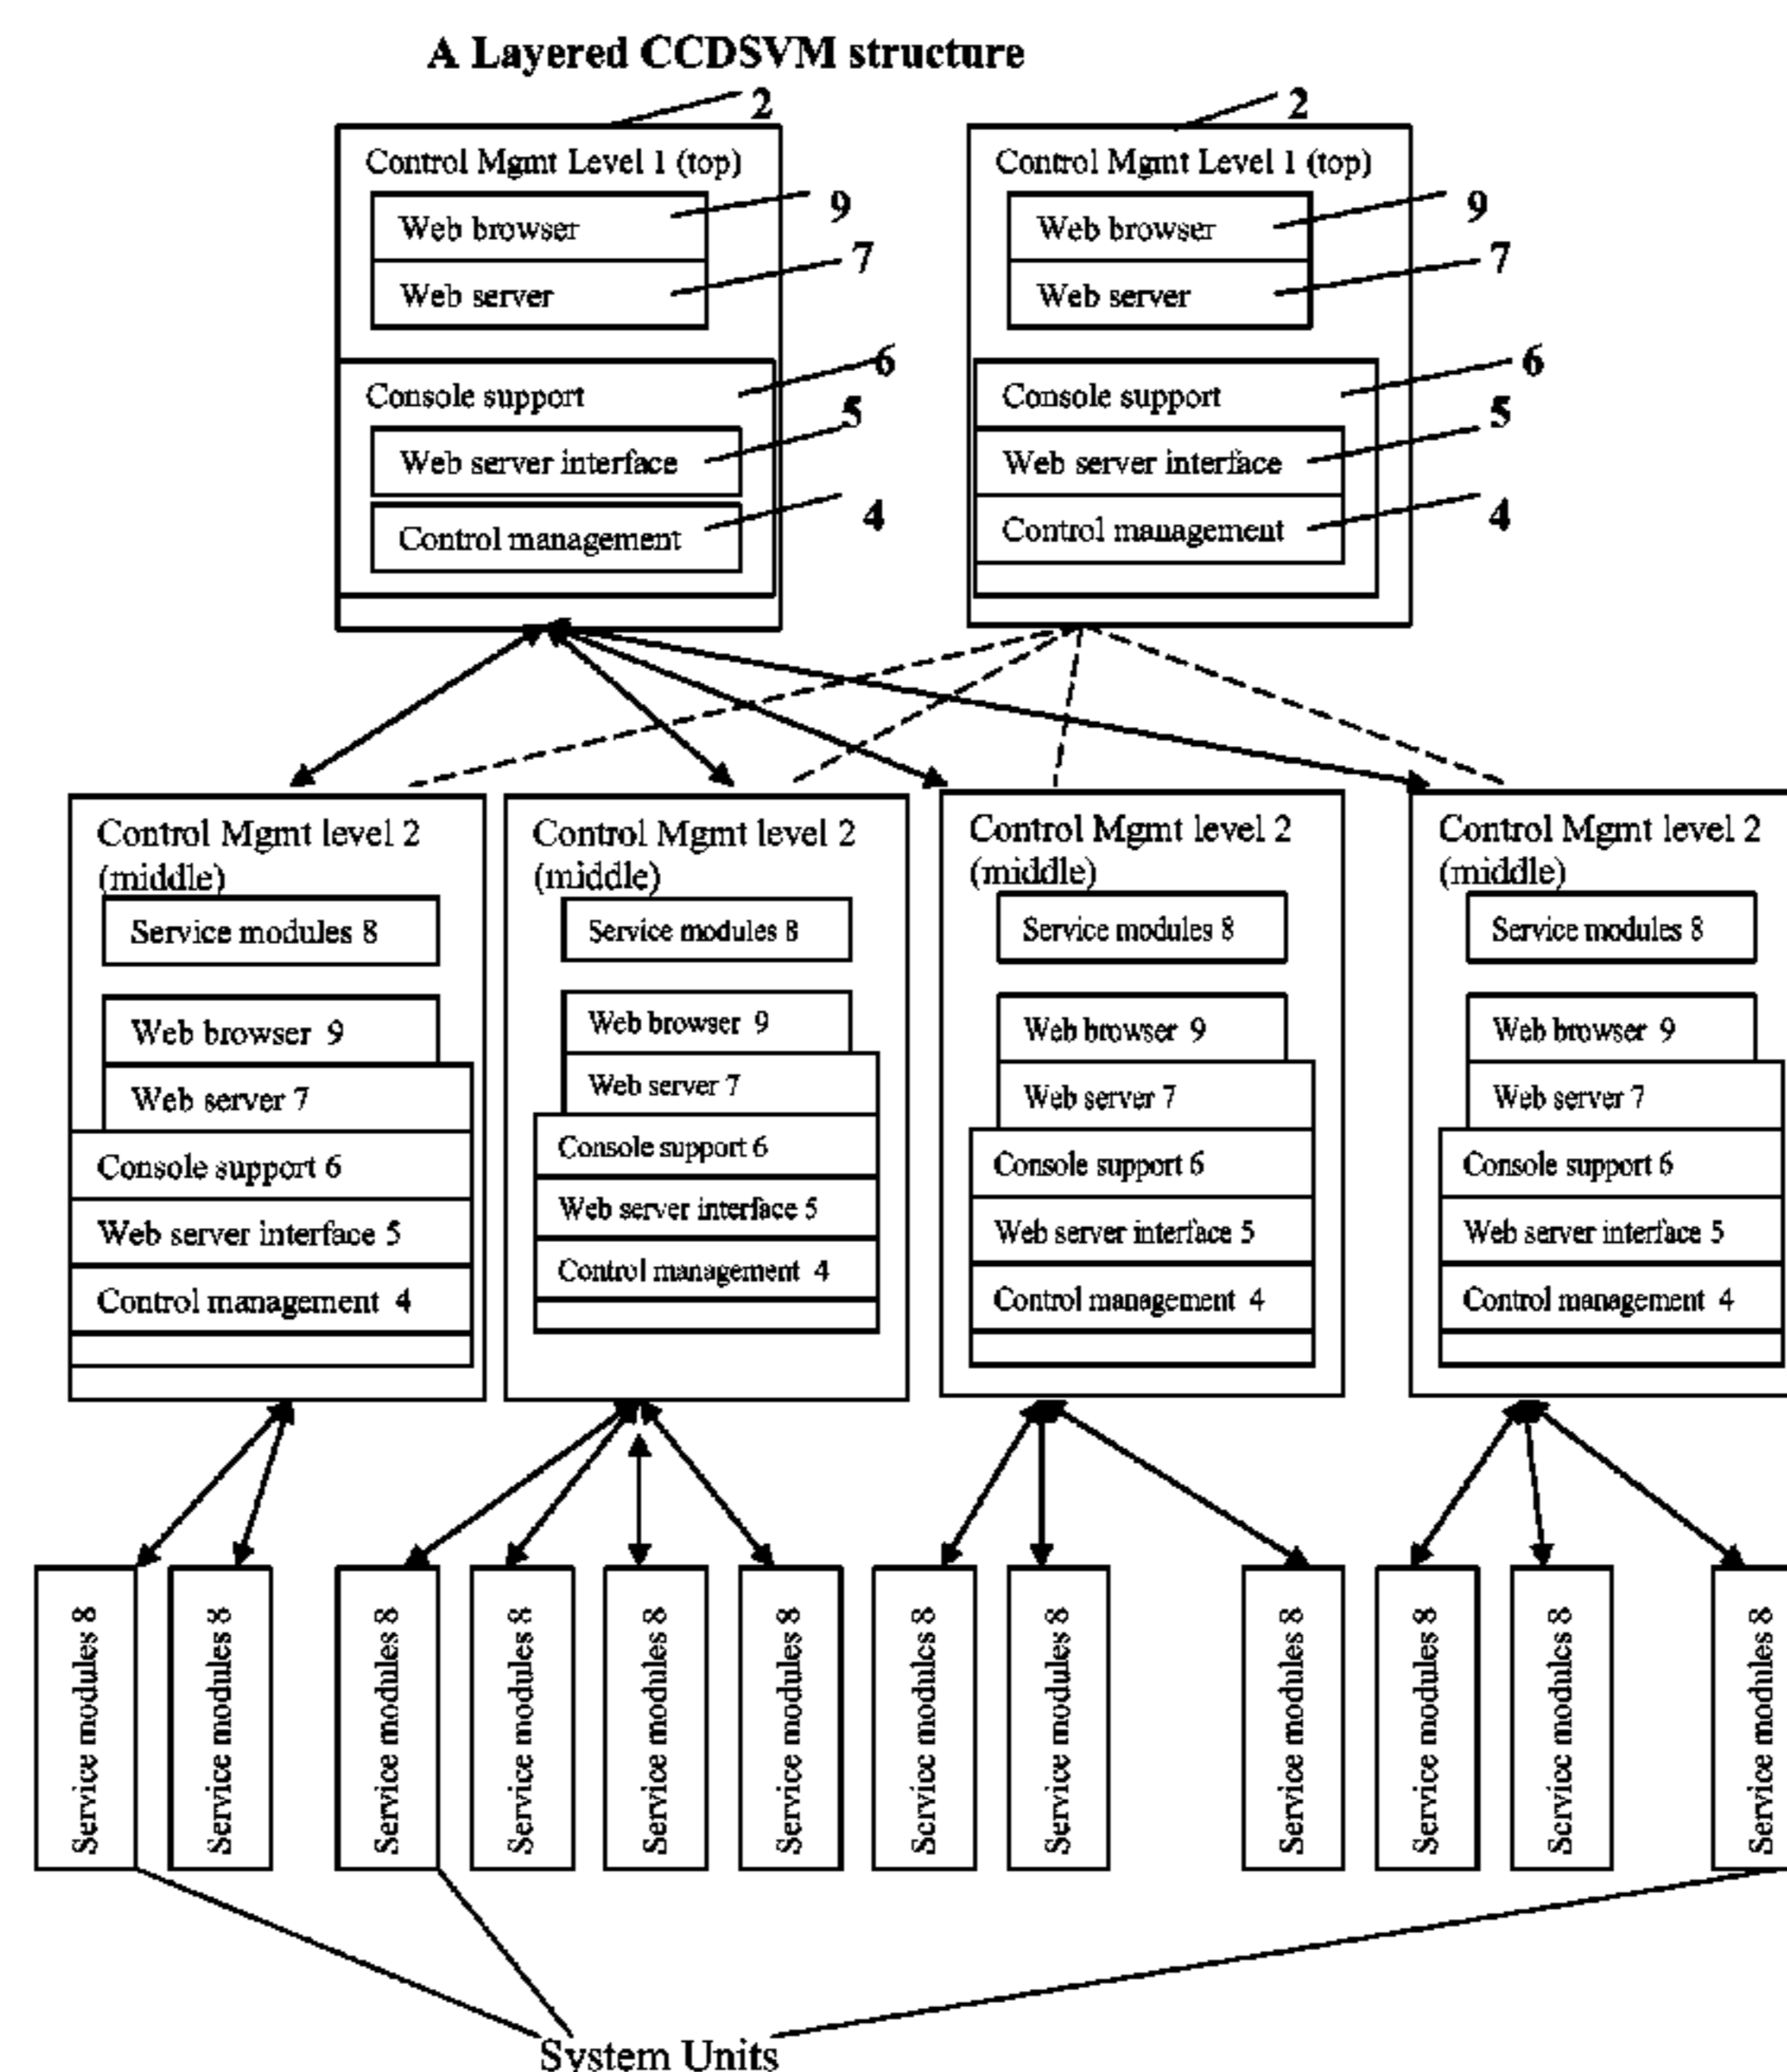 A Layered CCDSVM structure
2
2
Control Mgmt Level 1 (top)
Web browser
9
Web server
7
Console support
6
Web server interface
5
Control management
4
Control Mgmt Level 1 (top)
Web browser
9
Web server
7
Console support
6
Web server interface
5
Control management
4
Control Mgmt level 2
(middle)
Service modules 8
Web browser 9
Web server 7
Console support 6
Web server interface 5
Control management 4
Control Mgmt level 2
(middle)
Service modules 8
Web browser 9
Web server 7
Console support 6
Web server interface 5
Control management 4
Control Mgmt level 2
(middle)
Service modules 8
Web browser 9
Web server 7
Console support 6
Web server interface 5
Control management 4
Control Mgmt level 2
(middle)
Service modules 8
Web browser 9
Web server 7
Console support 6
Web server interface 5
Control management 4
Service modules 8
Service modules 8
Service modules 8
Service modules 8
Service modules 8
Service modules 8
Service modules 8
Service modules 8
Service modules 8
Service modules 8
Service modules 8
Service modules 8
System Units